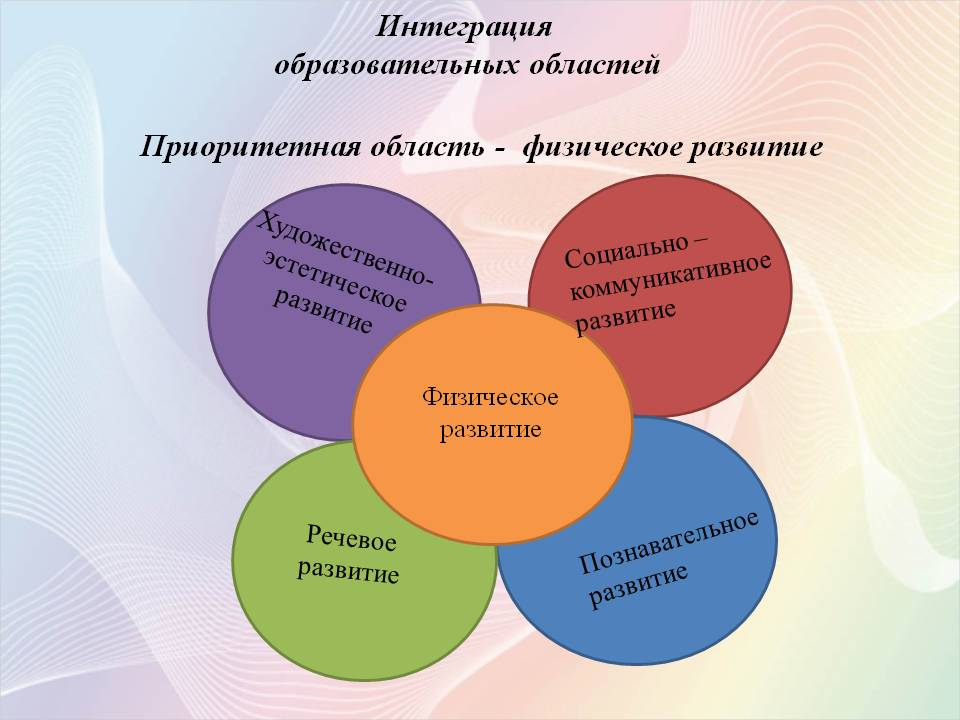 Интеграция
образовательных областей
Приоритетная область - физическое развитие
Художественно-
эстетическое
развитие
Социально –
коммуникативное
развитие
Физическое
развитие
Речевое
развитие
Познавательное
развитие